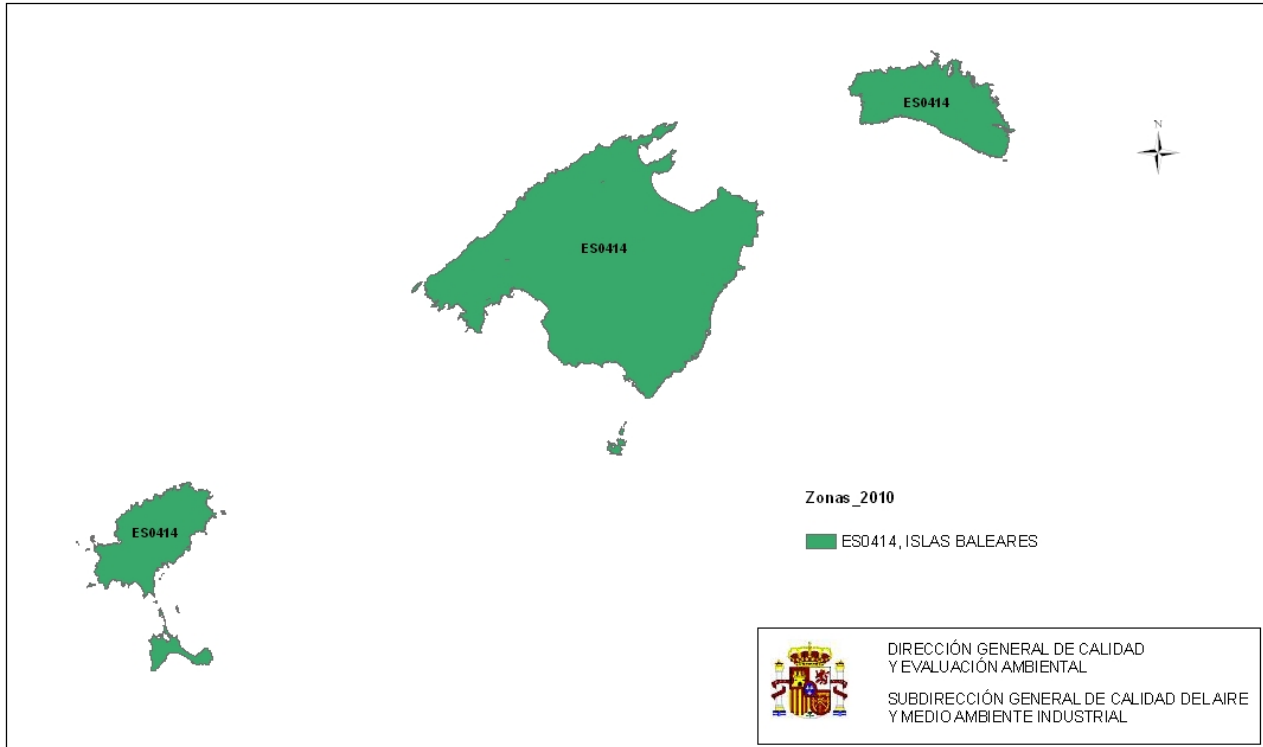 ES0414
N
ES0414
Zonas_2010
ES0414
ES0414, ISLAS BALEARES
DIRECCIÓN GENERAL DE CALIDAD
Y EVALUACIÓN AMBIENTAL
SUBDIRECCIÓN GENERAL DE CALIDAD DEL AIRE
Y MEDIO AMBIENTE INDUSTRIAL